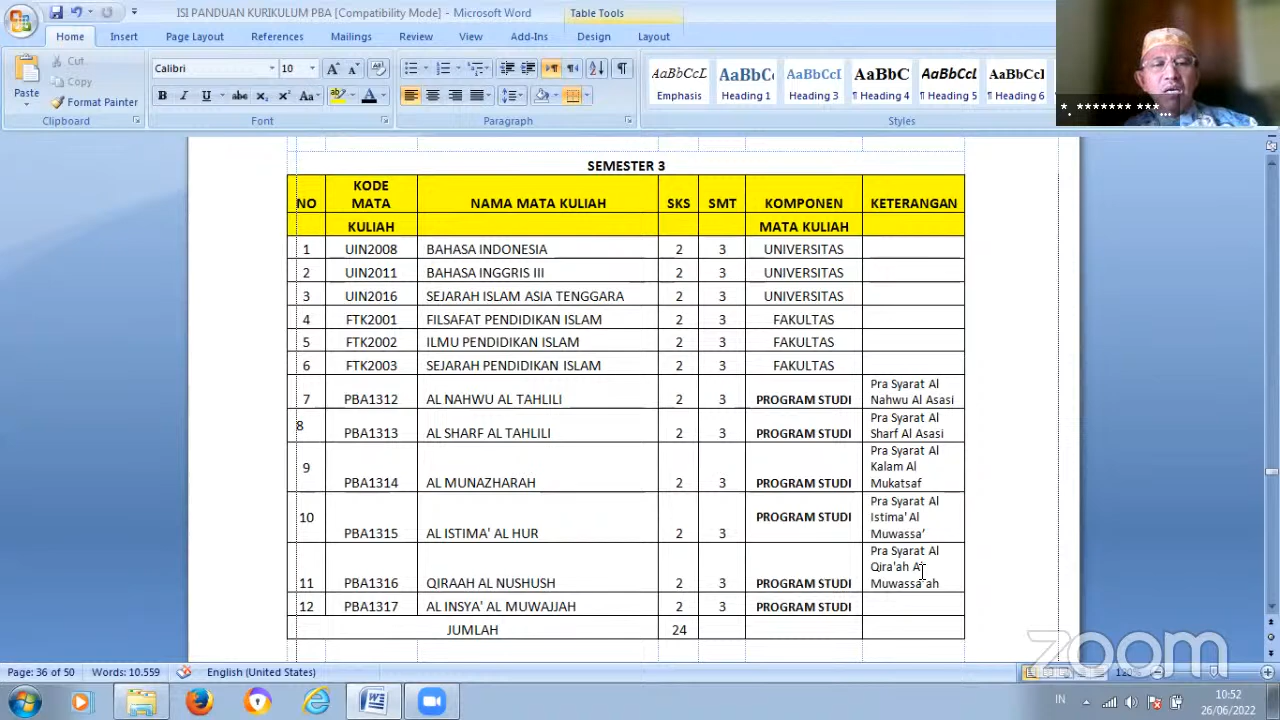 ISI PANDUAN KURIKULUM PBA [Compatibility Mode] - Microsoft Word
Table Tools
Home Insert Page Layout References Mailings Review View Add-Ins Design Layout
Paste
Cut
Copy
Format Painter
Clipboard
Calibri 10
Font
Paragraph
AaBbCcL AaBbCc AaBbCcI AaBbC AaBbCcL AaBbCc
Emphasis Heading 1 Heading 3 ¶ Heading 4 ¶ Heading 5 ¶ Heading 6
Styles
*. ******* *** ...
SEMESTER 3
NO KODE MATA KULIAH NAMA MATA KULIAH SKS SMT KOMPONEN MATA KULIAH KETERANGAN
1 UIN2008 BAHASA INDONESIA 2 3 UNIVERSITAS
2 UIN2011 BAHASA INGGRIS III 2 3 UNIVERSITAS
3 UIN2016 SEJARAH ISLAM ASIA TENGGARA 2 3 UNIVERSITAS
4 FTK2001 FILSAFAT PENDIDIKAN ISLAM 2 3 FAKULTAS
5 FTK2002 ILMU PENDIDIKAN ISLAM 2 3 FAKULTAS
6 FTK2003 SEJARAH PENDIDIKAN ISLAM 2 3 FAKULTAS
7 PBA1312 AL NAHWU AL TAHLILI 2 3 PROGRAM STUDI Pra Syarat Al Nahwu Al Asasi
8 PBA1313 AL SHARF AL TAHLILI 2 3 PROGRAM STUDI Pra Syarat Al Sharf Al Asasi
9 PBA1314 AL MUNAZHARAH 2 3 PROGRAM STUDI Pra Syarat Al Kalam Al Mukatsaf
10 PBA1315 AL ISTIMA' AL HUR 2 3 PROGRAM STUDI Pra Syarat Al Istima' Al Muwassa'
11 PBA1316 QIRAAH AL NUSHUSH 2 3 PROGRAM STUDI Pra Syarat Al Qira'ah Al Muwassa'ah
12 PBA1317 AL INSYA' AL MUWAJJAH 2 3 PROGRAM STUDI
JUMLAH 24
zoom
Page: 36 of 50 Words: 10.559 English (United States) 120%
IN 10:52
26/06/2022